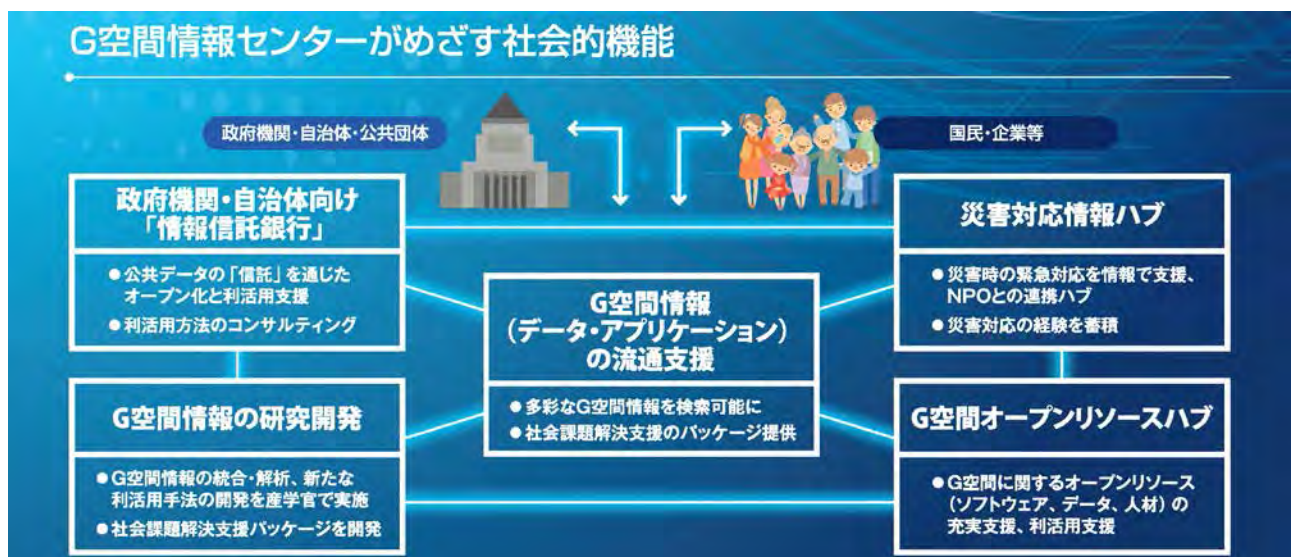 G空間情報センターがめざす社会的機能
政府機関・自治体・公共団体
国民・企業等
政府機関・自治体向け
「情報信託銀行」
●公共データの「信託」を通じた
オープン化と利活用支援
●利活用方法のコンサルティング
災害対応情報ハブ
●災害時の緊急対応を情報で支援、
NPOとの連携ハブ
●災害対応の経験を蓄積
G空間情報
（データ・アプリケーション）
の流通支援
●多彩なG空間情報を検索可能に
●社会課題解決支援のパッケージ提供
G空間情報の研究開発
●G空間情報の統合・解析、新たな
利活用手法の開発を産学官で実施
●社会課題解決支援パッケージを開発
G空間オープンリソースハブ
●G空間に関するオープンリソース
（ソフトウェア、データ、人材）の
充実支援、利活用支援